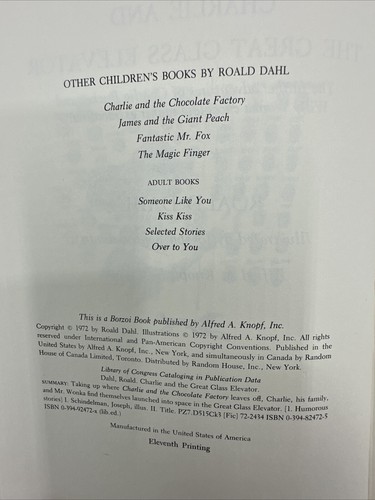 OTHER CHILDREN'S BOOKS BY ROALD DAHL
Charlie and the Chocolate Factory
James and the Giant Peach
Fantastic Mr. Fox
The Magic Finger
ADULT BOOKS
Someone Like You
Kiss Kiss
Selected Stories
Over to You
This is a Borzoi Book published by Alfred A. Knopf, Inc.
Copyright © 1972 by Roald Dahl. Illustrations © 1972 by Alfred A. Knopf, Inc. All rights
reserved under International and Pan-American Copyright Conventions. Published in the
United States by Alfred A. Knopf, Inc., New York, and simultaneously in Canada by Random
House of Canada Limited, Toronto. Distributed by Random House, Inc., New York.
Library of Congress Cataloging in Publication Data
Dahl, Roald. Charlie and the Great Glass Elevator.
SUMMARY: Taking up where Charlie and the Chocolate Factory leaves off, Charlie, his family,
and Mr. Wonka find themselves launched into space in the Great Glass Elevator. [1. Humorous
stories] I. Schindelman, Joseph, illus. II. Title. PZ7.D515Ck3 [Fic] 72-2434 ISBN 0-394-82472-5
ISBN 0-394-92472-x (lib ed.)
Manufactured in the United States of America
Eleventh Printing